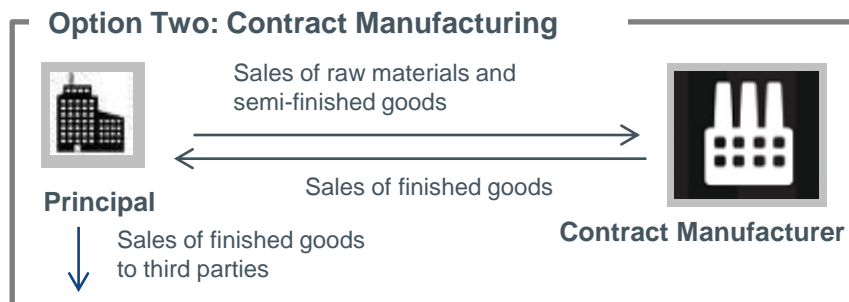 Option Two: Contract Manufacturing
Sales of raw materials and
semi-finished goods
Sales of finished goods
Principal
Contract Manufacturer
Sales of finished goods
to third parties